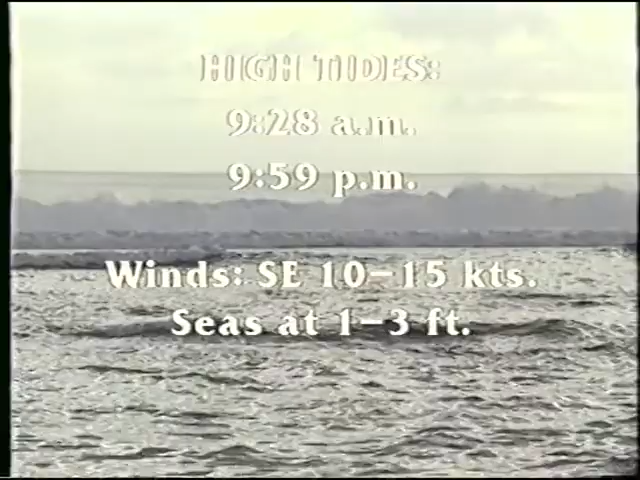 HIGH TIDES:
9:28 a.m.
9:59 p.m.
Winds: SE 10-15 kts.
Seas at 1-3 ft.